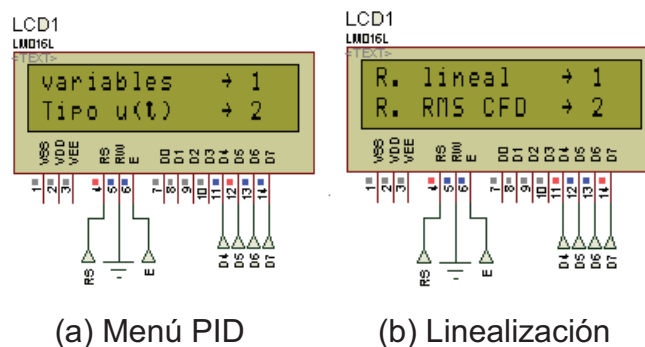 LCD1
LM016L
<TEXT>
variables → 1
Tipo u(t) → 2
VSS VDD VEE RS RW E D0 D1 D2 D3 D4 D5 D6 D7
1 2 3 4 5 6 7 8 9 10 11 12 13 14
RS E D4 D5 D6 D7
(a) Menú PID
LCD1
LM016L
<TEXT>
R. lineal → 1
R. RMS CFD → 2
VSS VDD VEE RS RW E D0 D1 D2 D3 D4 D5 D6 D7
1 2 3 4 5 6 7 8 9 10 11 12 13 14
RS E D4 D5 D6 D7
(b) Linealización